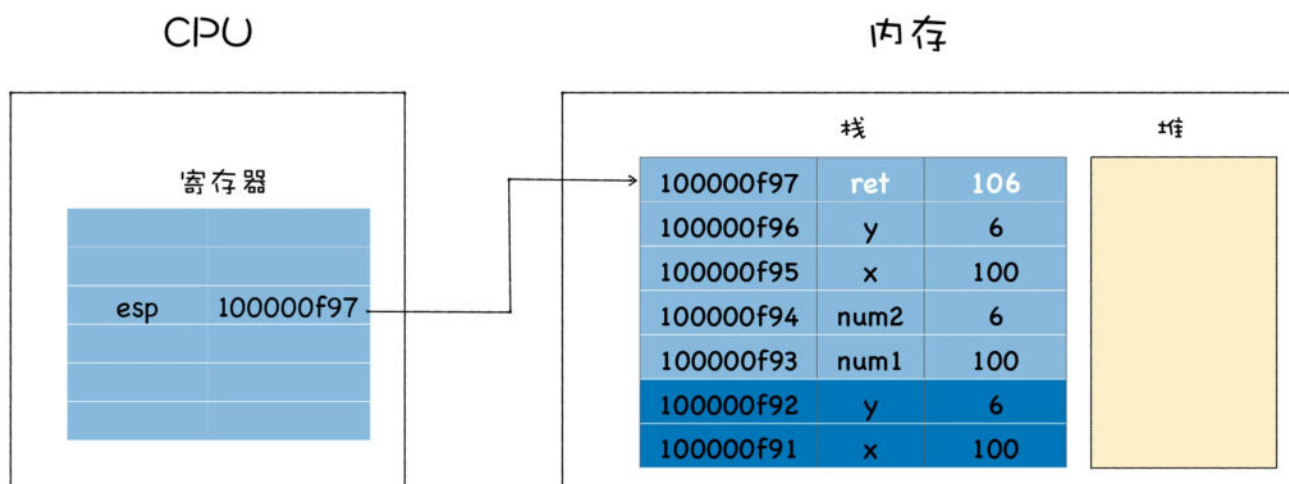 CPU
内存
寄存器
esp 100000f97
栈
堆
100000f97 ret 106
100000f96 y 6
100000f95 x 100
100000f94 num2 6
100000f93 num1 100
100000f92 y 6
100000f91 x 100